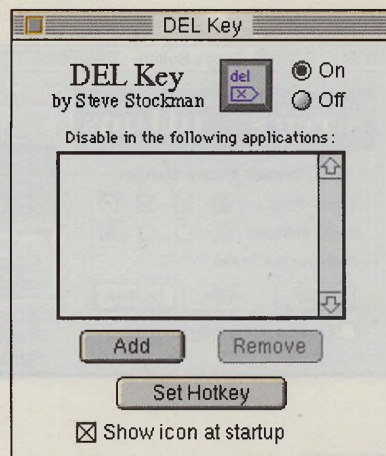 DEL Key
DEL Key
by Steve Stockman
del
On
Off
Disable in the following applications:
Add
Remove
Set Hotkey
Show icon at startup